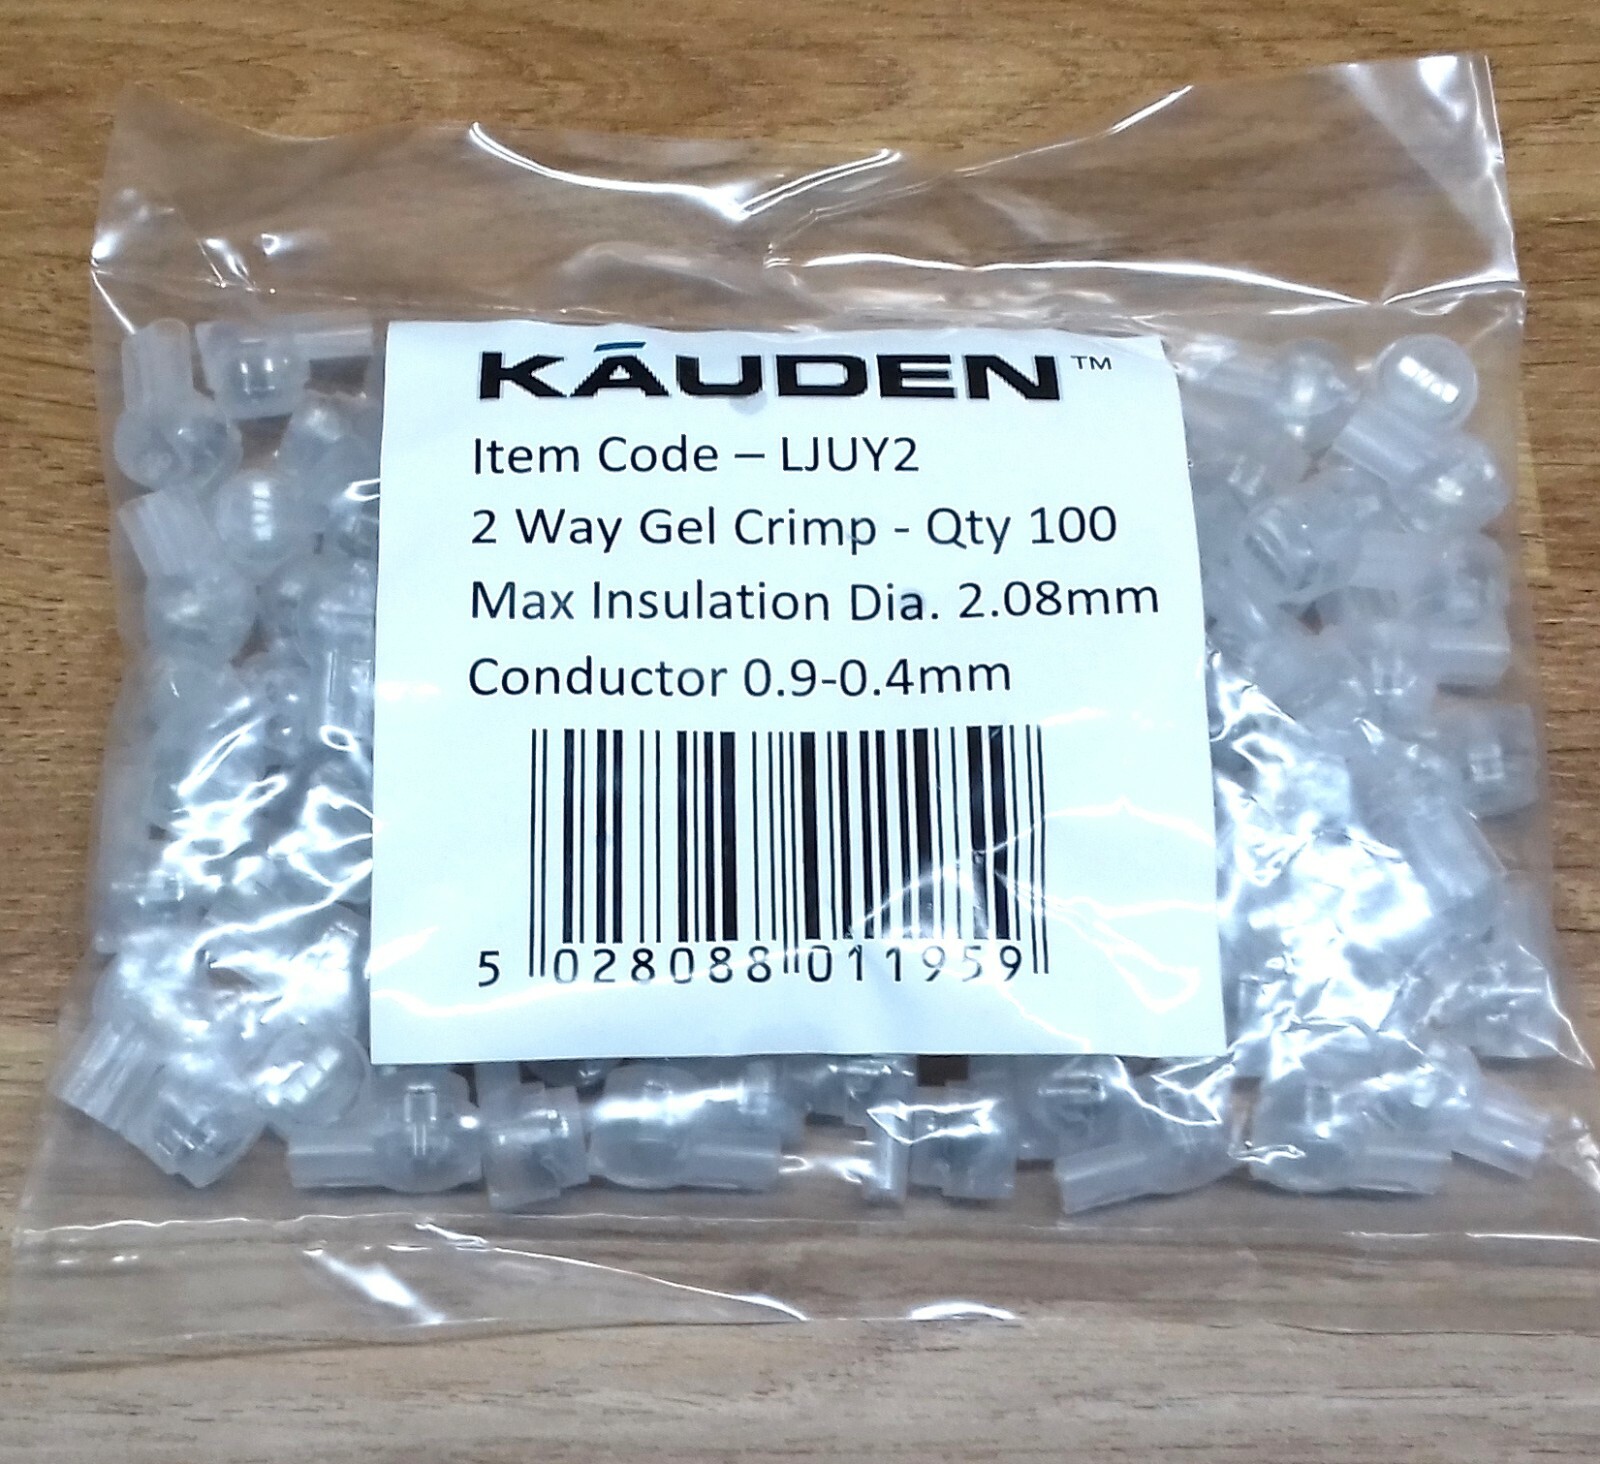 KĀUDEN™
Item Code – LJUY2
2 Way Gel Crimp - Qty 100
Max Insulation Dia. 2.08mm
Conductor 0.9-0.4mm
5 028088 011959